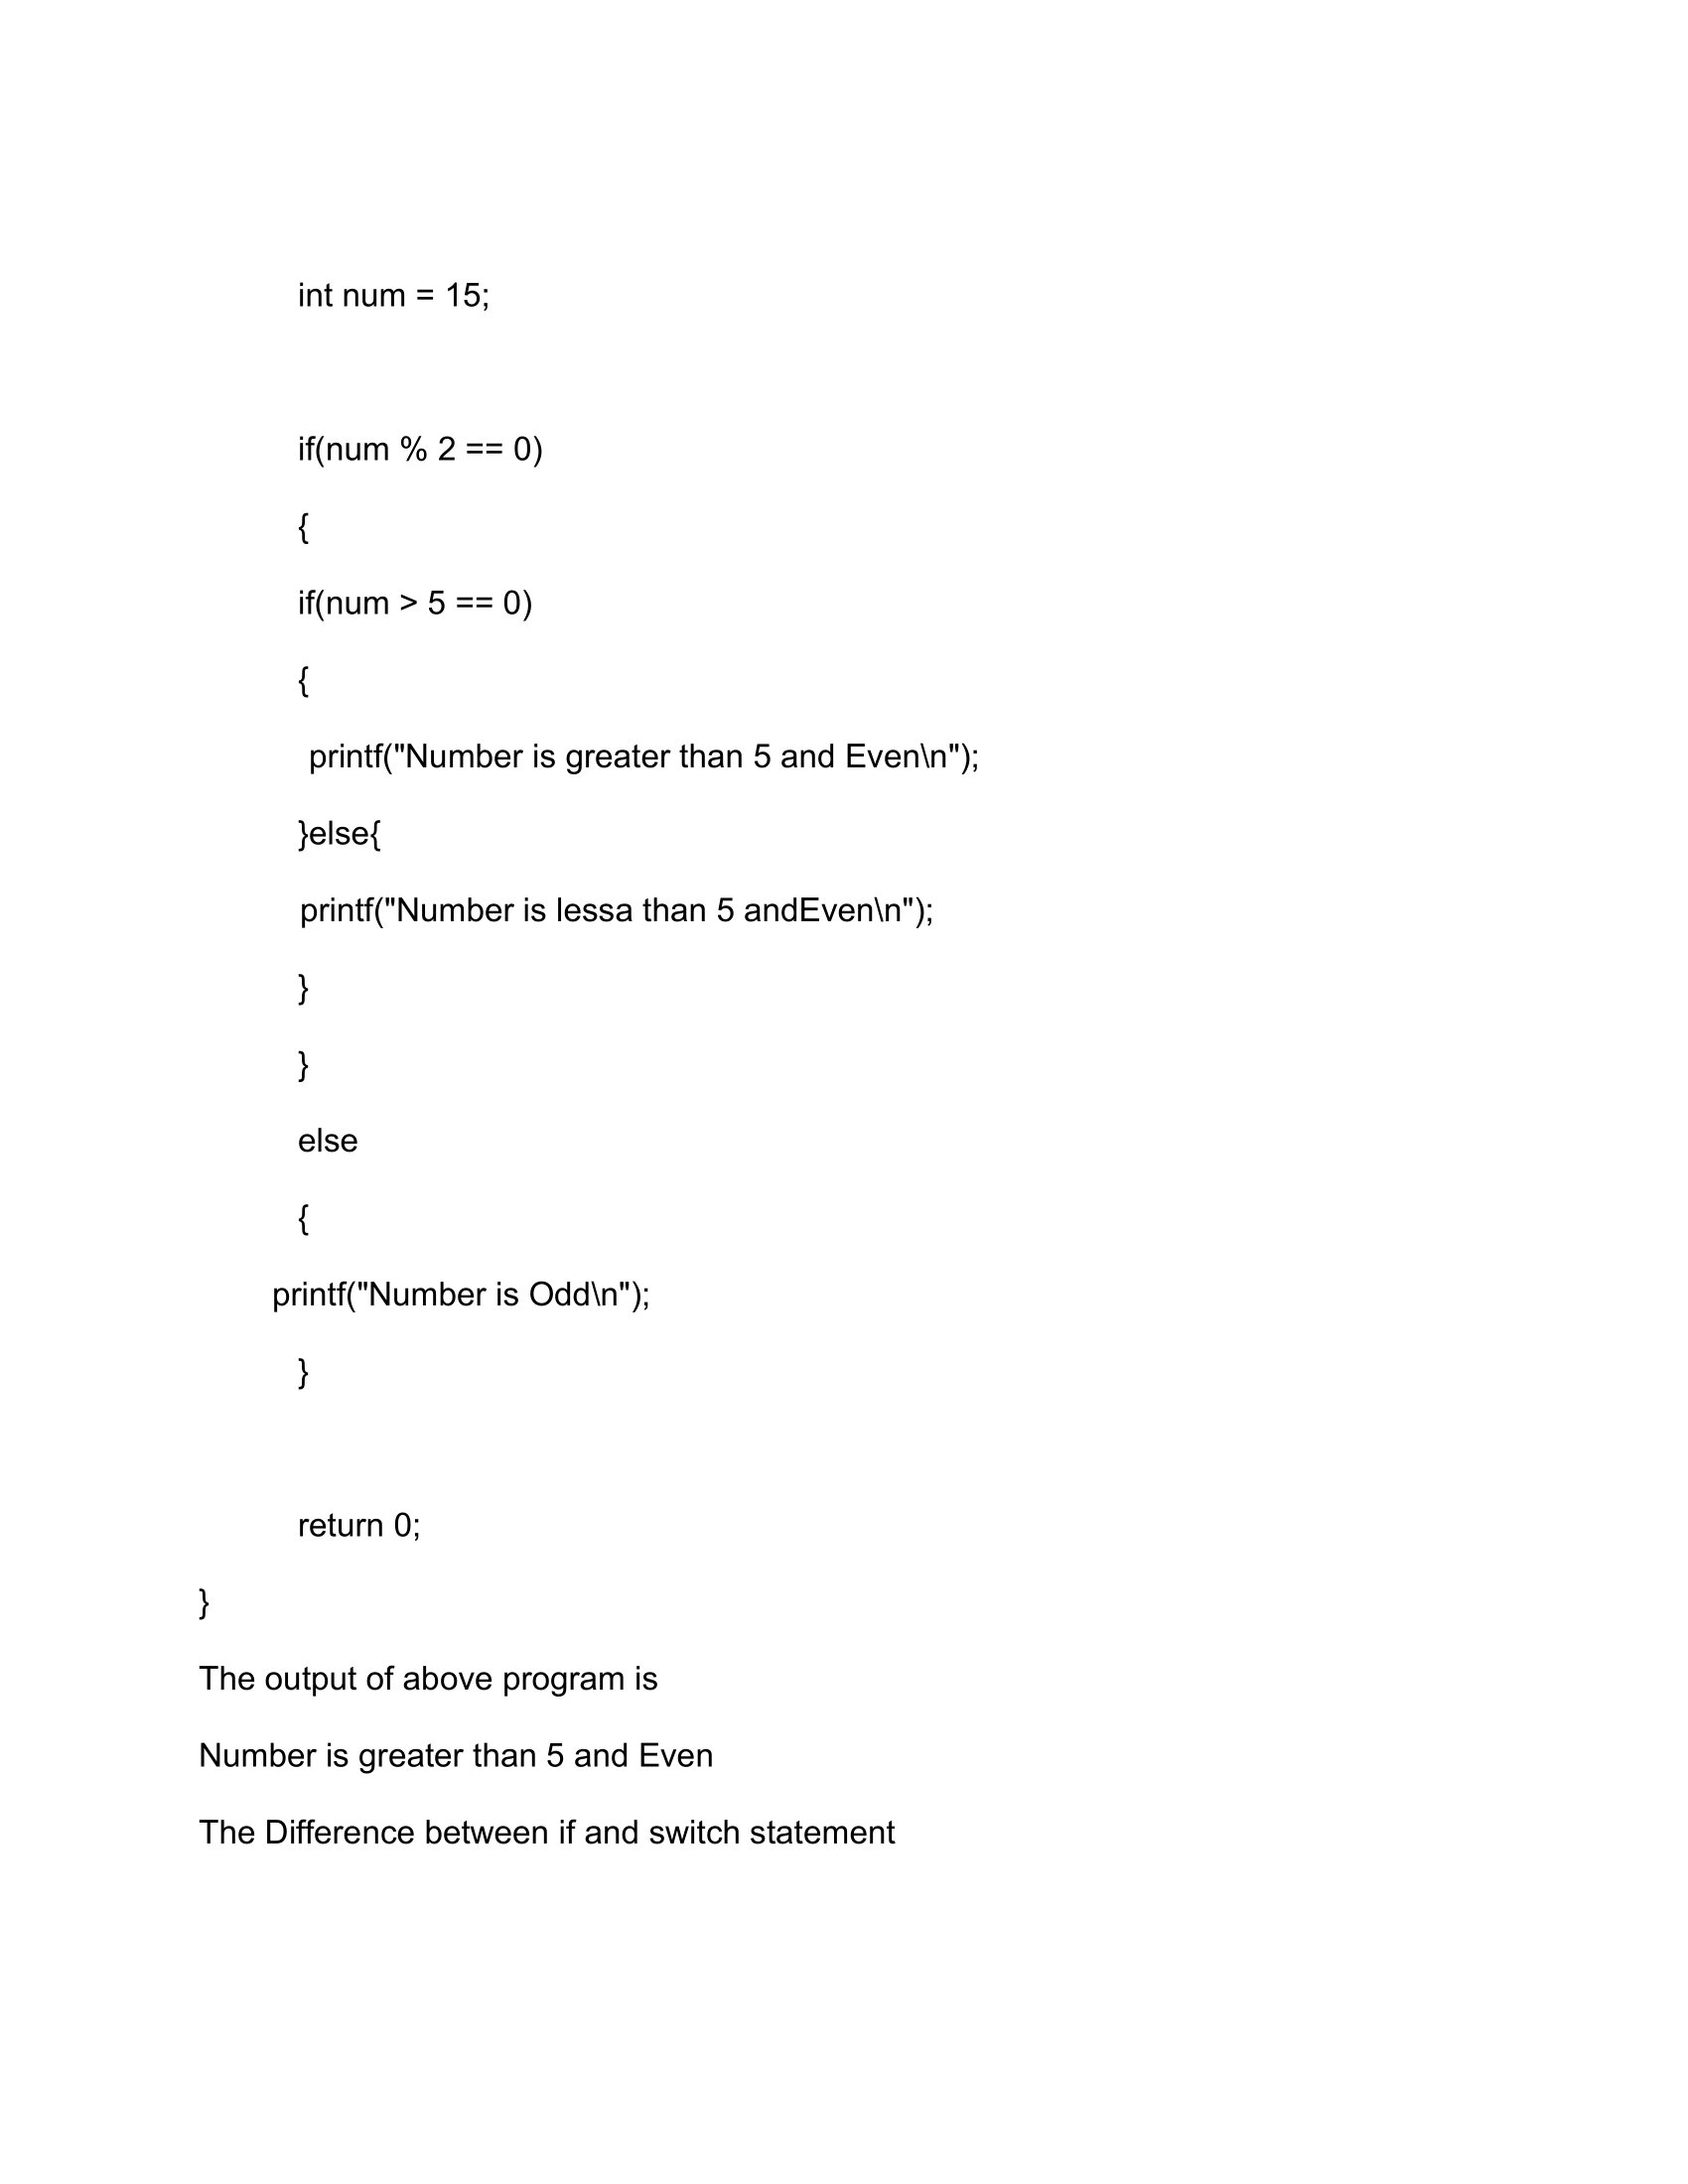 int num = 15;
if(num % 2 == 0)
{
if(num > 5 == 0)
{
printf("Number is greater than 5 and Even\n");
}else{
printf("Number is lessa than 5 andEven\n");
}
}
else
{
printf("Number is Odd\n");
}
return 0;
}
The output of above program is
Number is greater than 5 and Even
The Difference between if and switch statement